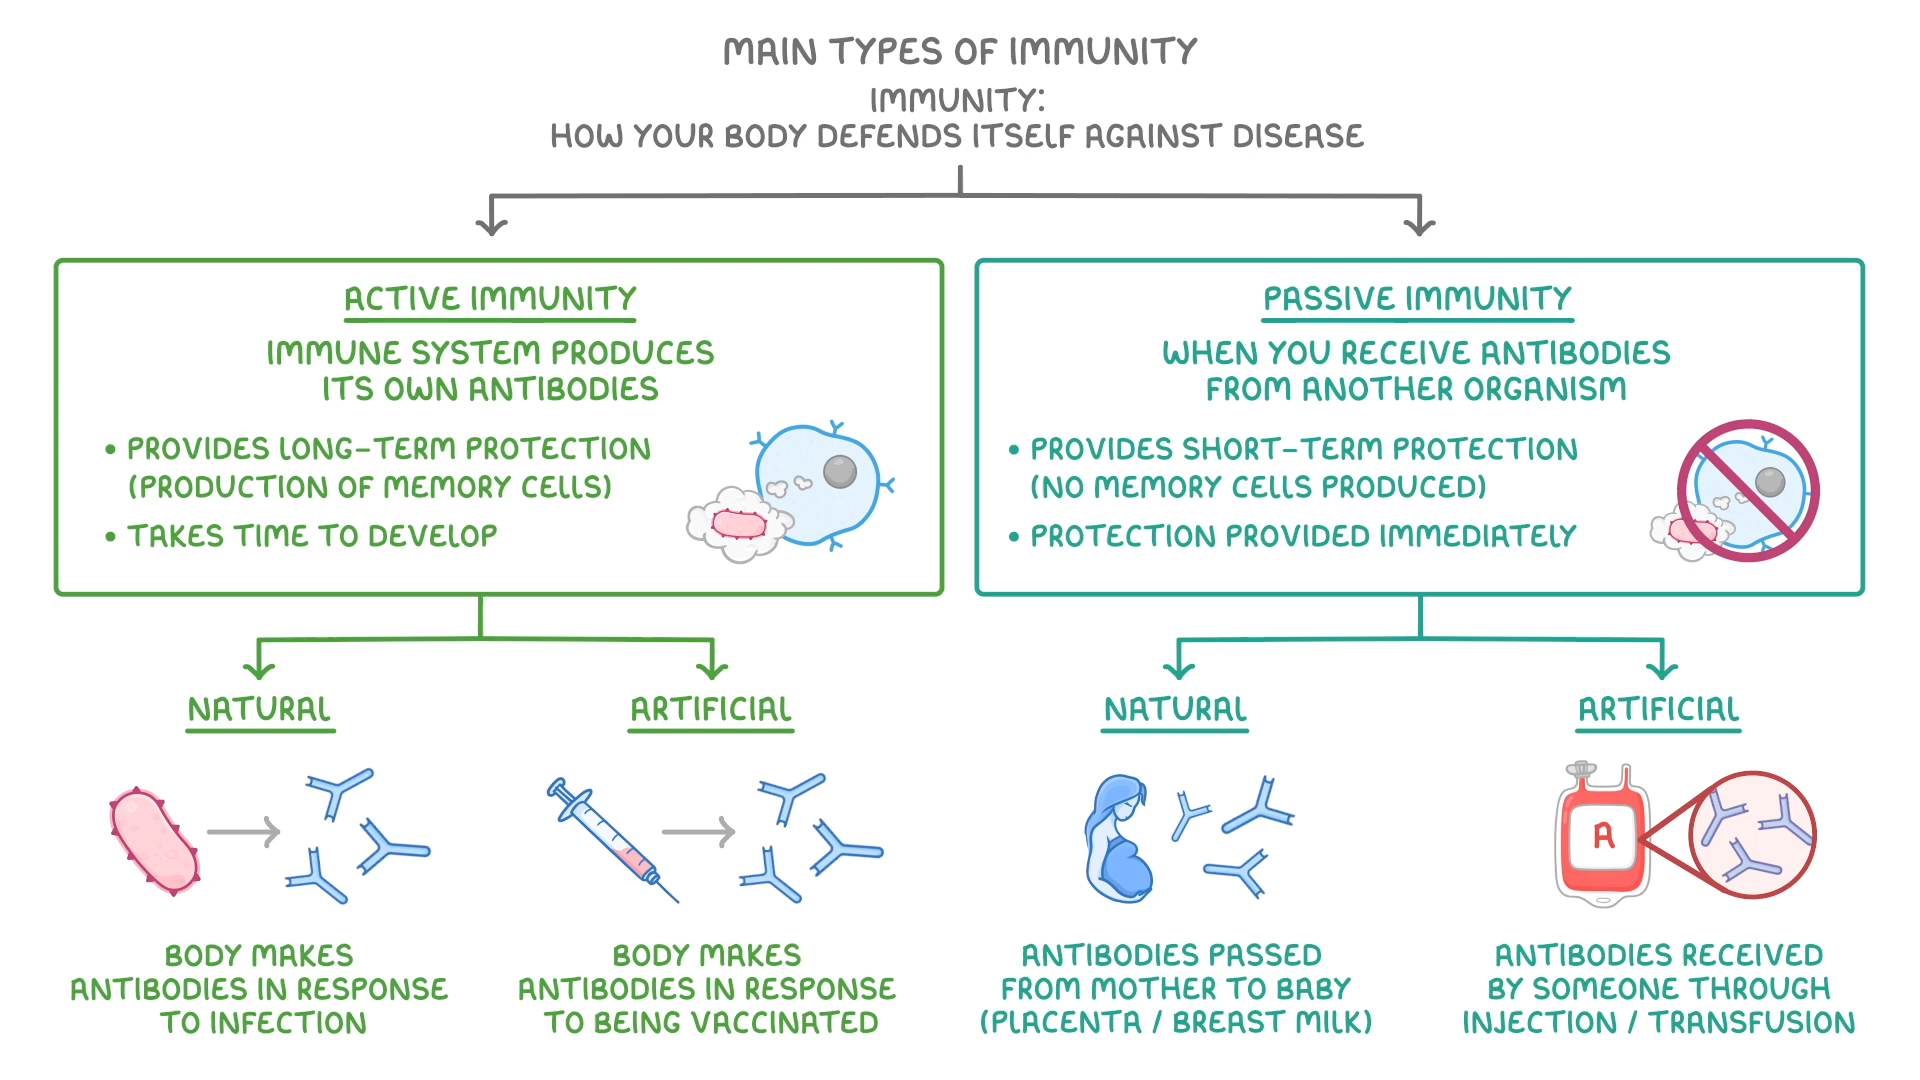 MAIN TYPES OF IMMUNITY
IMMUNITY:
HOW YOUR BODY DEFENDS ITSELF AGAINST DISEASE
ACTIVE IMMUNITY
IMMUNE SYSTEM PRODUCES
ITS OWN ANTIBODIES
• PROVIDES LONG-TERM PROTECTION
(PRODUCTION OF MEMORY CELLS)
• TAKES TIME TO DEVELOP
PASSIVE IMMUNITY
WHEN YOU RECEIVE ANTIBODIES
FROM ANOTHER ORGANISM
• PROVIDES SHORT-TERM PROTECTION
(NO MEMORY CELLS PRODUCED)
• PROTECTION PROVIDED IMMEDIATELY
NATURAL
BODY MAKES
ANTIBODIES IN RESPONSE
TO INFECTION
ARTIFICIAL
BODY MAKES
ANTIBODIES IN RESPONSE
TO BEING VACCINATED
NATURAL
ANTIBODIES PASSED
FROM MOTHER TO BABY
(PLACENTA / BREAST MILK)
ARTIFICIAL
A
ANTIBODIES RECEIVED
BY SOMEONE THROUGH
INJECTION / TRANSFUSION